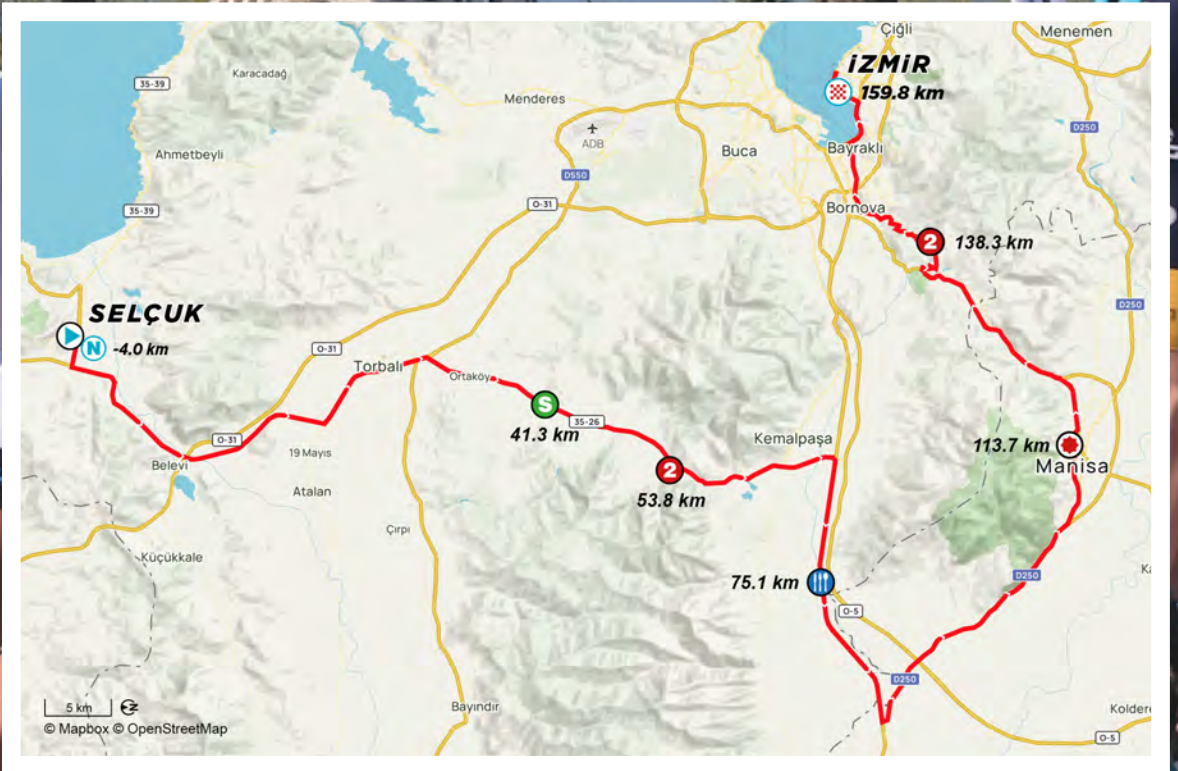 Çiğli
Menemen
Karacadağ
35-39
İZMİR
159.8 km
Menderes
ADB
D250
Ahmetbeyli
Buca
Bayraklı
D550
35-39
O-31
Bornova
2
138.3 km
D250
SELÇUK
N
-4.0 km
O-31
Torbalı
Ortaköy
S
35-26
41.3 km
Kemalpaşa
113.7 km
Manisa
O-31
19 Mayıs
Belevi
2
53.8 km
Atalan
Çırpı
Küçükkale
75.1 km
D250
O-5
D250
Bayındır
5 km
Kolder
O-5
© Mapbox © OpenStreetMap